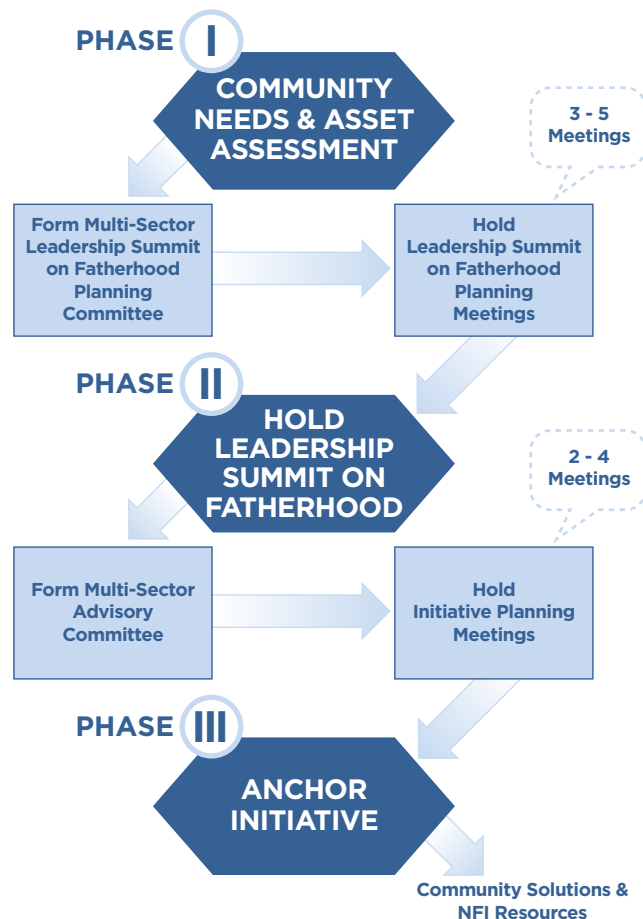 PHASE I
COMMUNITY
NEEDS & ASSET
ASSESSMENT
3 - 5
Meetings
Form Multi-Sector
Leadership Summit
on Fatherhood
Planning
Committee
Hold
Leadership Summit
on Fatherhood
Planning
Meetings
PHASE II
HOLD
LEADERSHIP
SUMMIT ON
FATHERHOOD
2 - 4
Meetings
Form Multi-Sector
Advisory
Committee
Hold
Initiative Planning
Meetings
PHASE III
ANCHOR
INITIATIVE
Community Solutions &
NFI Resources